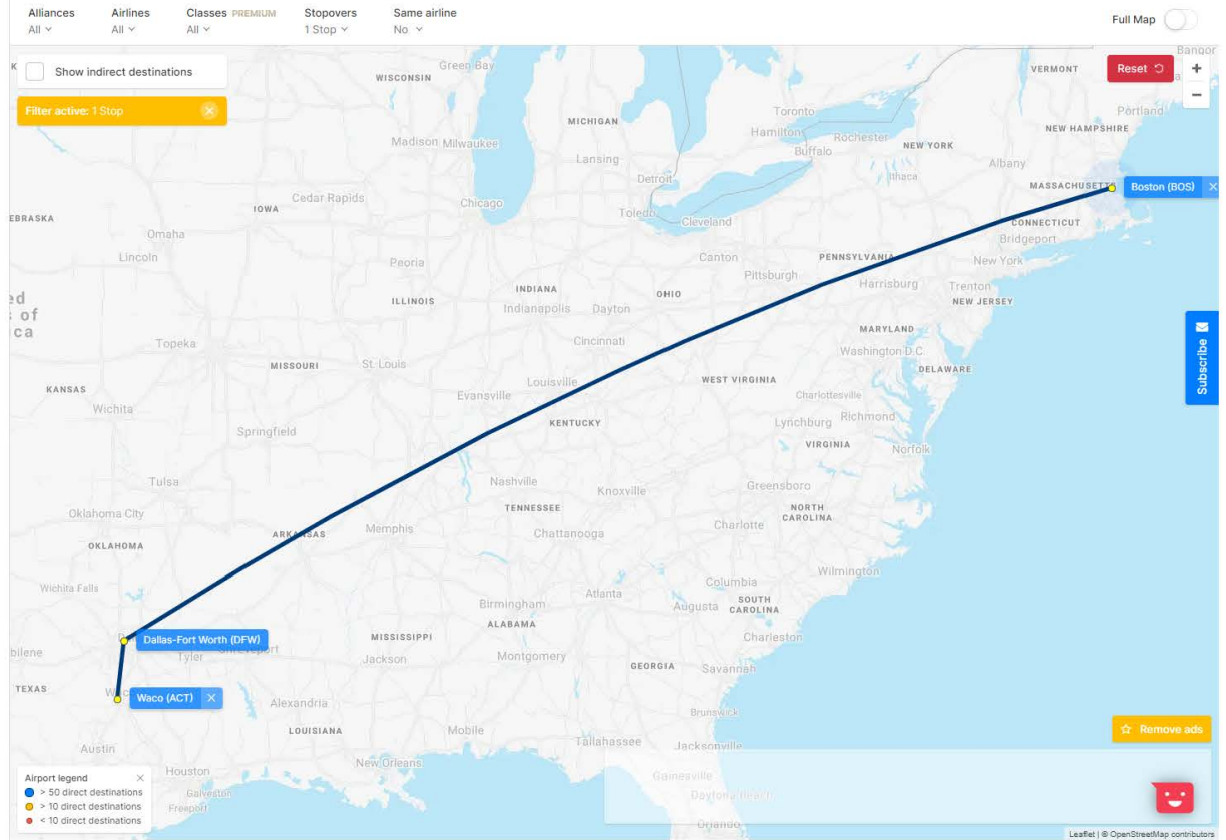 Alliances
All
Airlines
All
Classes PREMIUM
All
Stopovers
1 Stop
Same airline
No
Full Map
Show indirect destinations
Filter active: 1 Stop
Reset
+
−
Green Bay
WISCONSIN
VERMONT
Bangor
Toronto
Portland
MICHIGAN
Hamilton
Rochester
NEW HAMPSHIRE
Madison
Milwaukee
Buffalo
NEW YORK
Lansing
Albany
Detroit
Ithaca
MASSACHUSETT
Boston (BOS)
Cedar Rapids
Chicago
IOWA
Toledo
Cleveland
EBRASKA
CONNECTICUT
Omaha
Bridgeport
Lincoln
Canton
PENNSYLVANIA
New York
Peoria
Pittsburgh
Harrisburg
Trenton
INDIANA
OHIO
ILLINOIS
NEW JERSEY
ed
s of
ca
Indianapolis
Dayton
MARYLAND
Topeka
Cincinnati
Washington D.C.
MISSOURI
St. Louis
DELAWARE
Subscribe
KANSAS
Louisville
WEST VIRGINIA
Evansville
Charlottesville
Wichita
KENTUCKY
Lynchburg
Richmond
Springfield
VIRGINIA
Norfolk
Tulsa
Nashville
Knoxville
Greensboro
Oklahoma City
TENNESSEE
NORTH
CAROLINA
Memphis
Charlotte
ARKANSAS
Chattanooga
OKLAHOMA
Wilmington
Wichita Falls
Columbia
Atlanta
Birmingham
Augusta
SOUTH
CAROLINA
ALABAMA
Dallas-Fort Worth (DFW)
MISSISSIPPI
Charleston
bilene
Tyler
Shreveport
Jackson
Montgomery
GEORGIA
Savannah
TEXAS
Waco (ACT)
Alexandria
Brunswick
LOUISIANA
Mobile
Remove ads
Austin
Tallahassee
Jacksonville
New Orleans
Houston
Gainesville
Galveston
Freeport
Daytona Beach
Orlando
Airport legend
> 50 direct destinations
> 10 direct destinations
< 10 direct destinations
Leaflet | © OpenStreetMap contributors